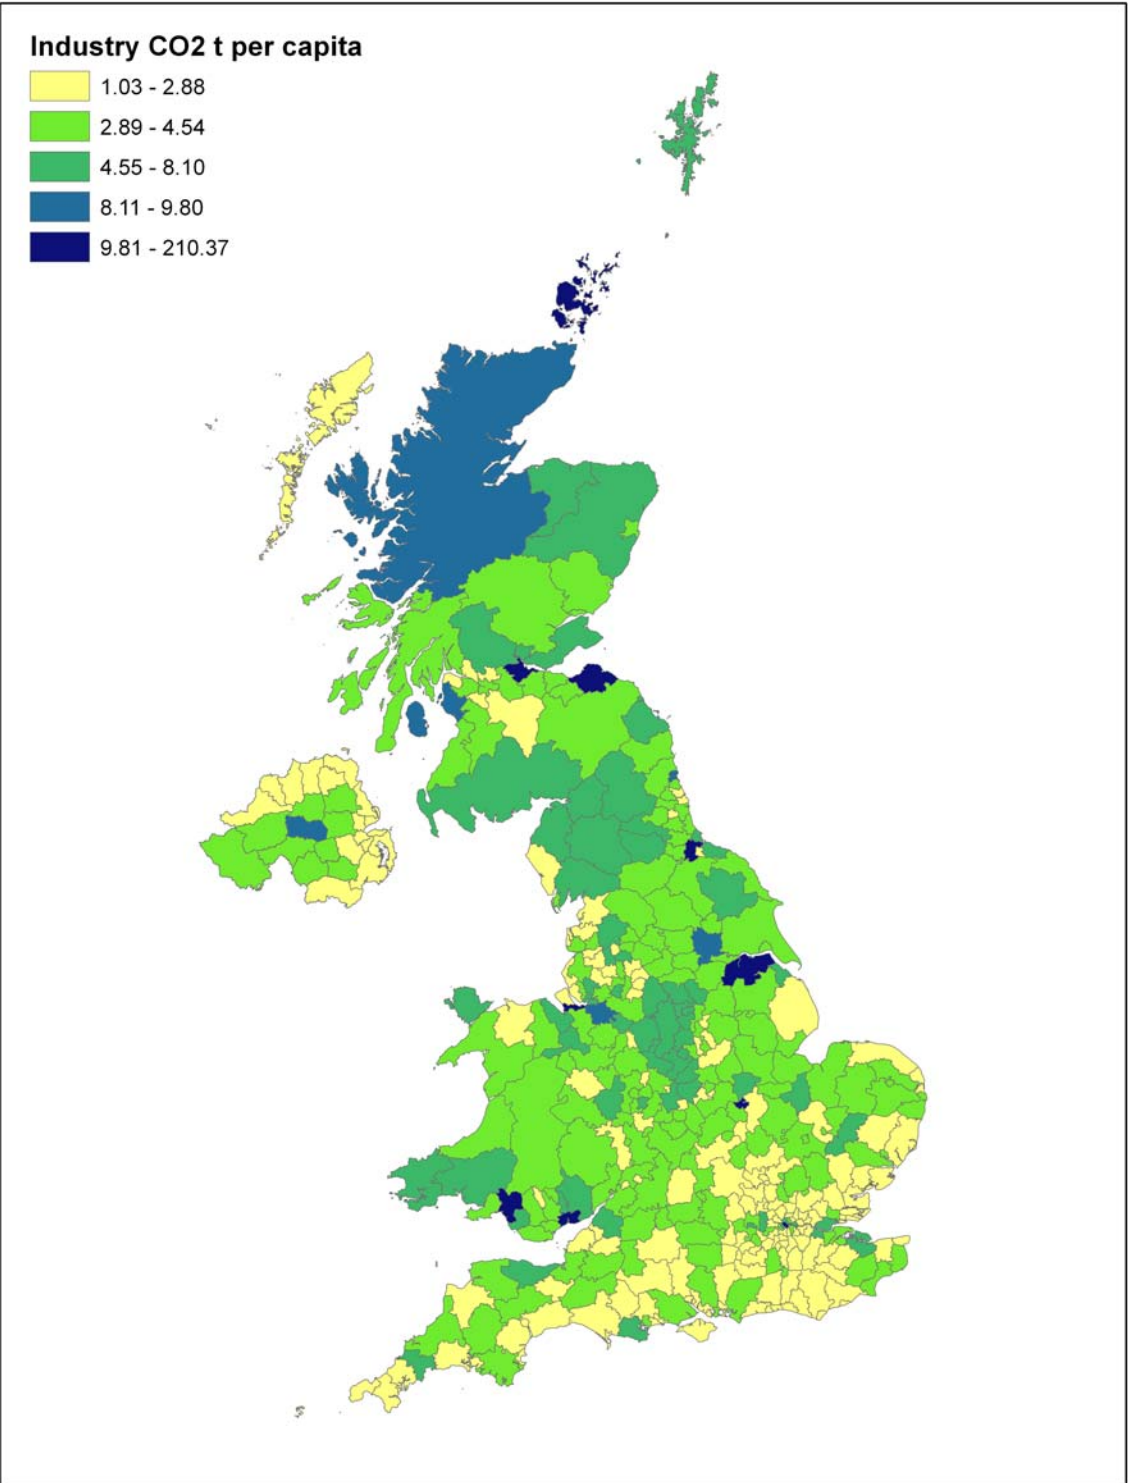 Industry CO2 t per capita
1.03 - 2.88
2.89 - 4.54
4.55 - 8.10
8.11 - 9.80
9.81 - 210.37